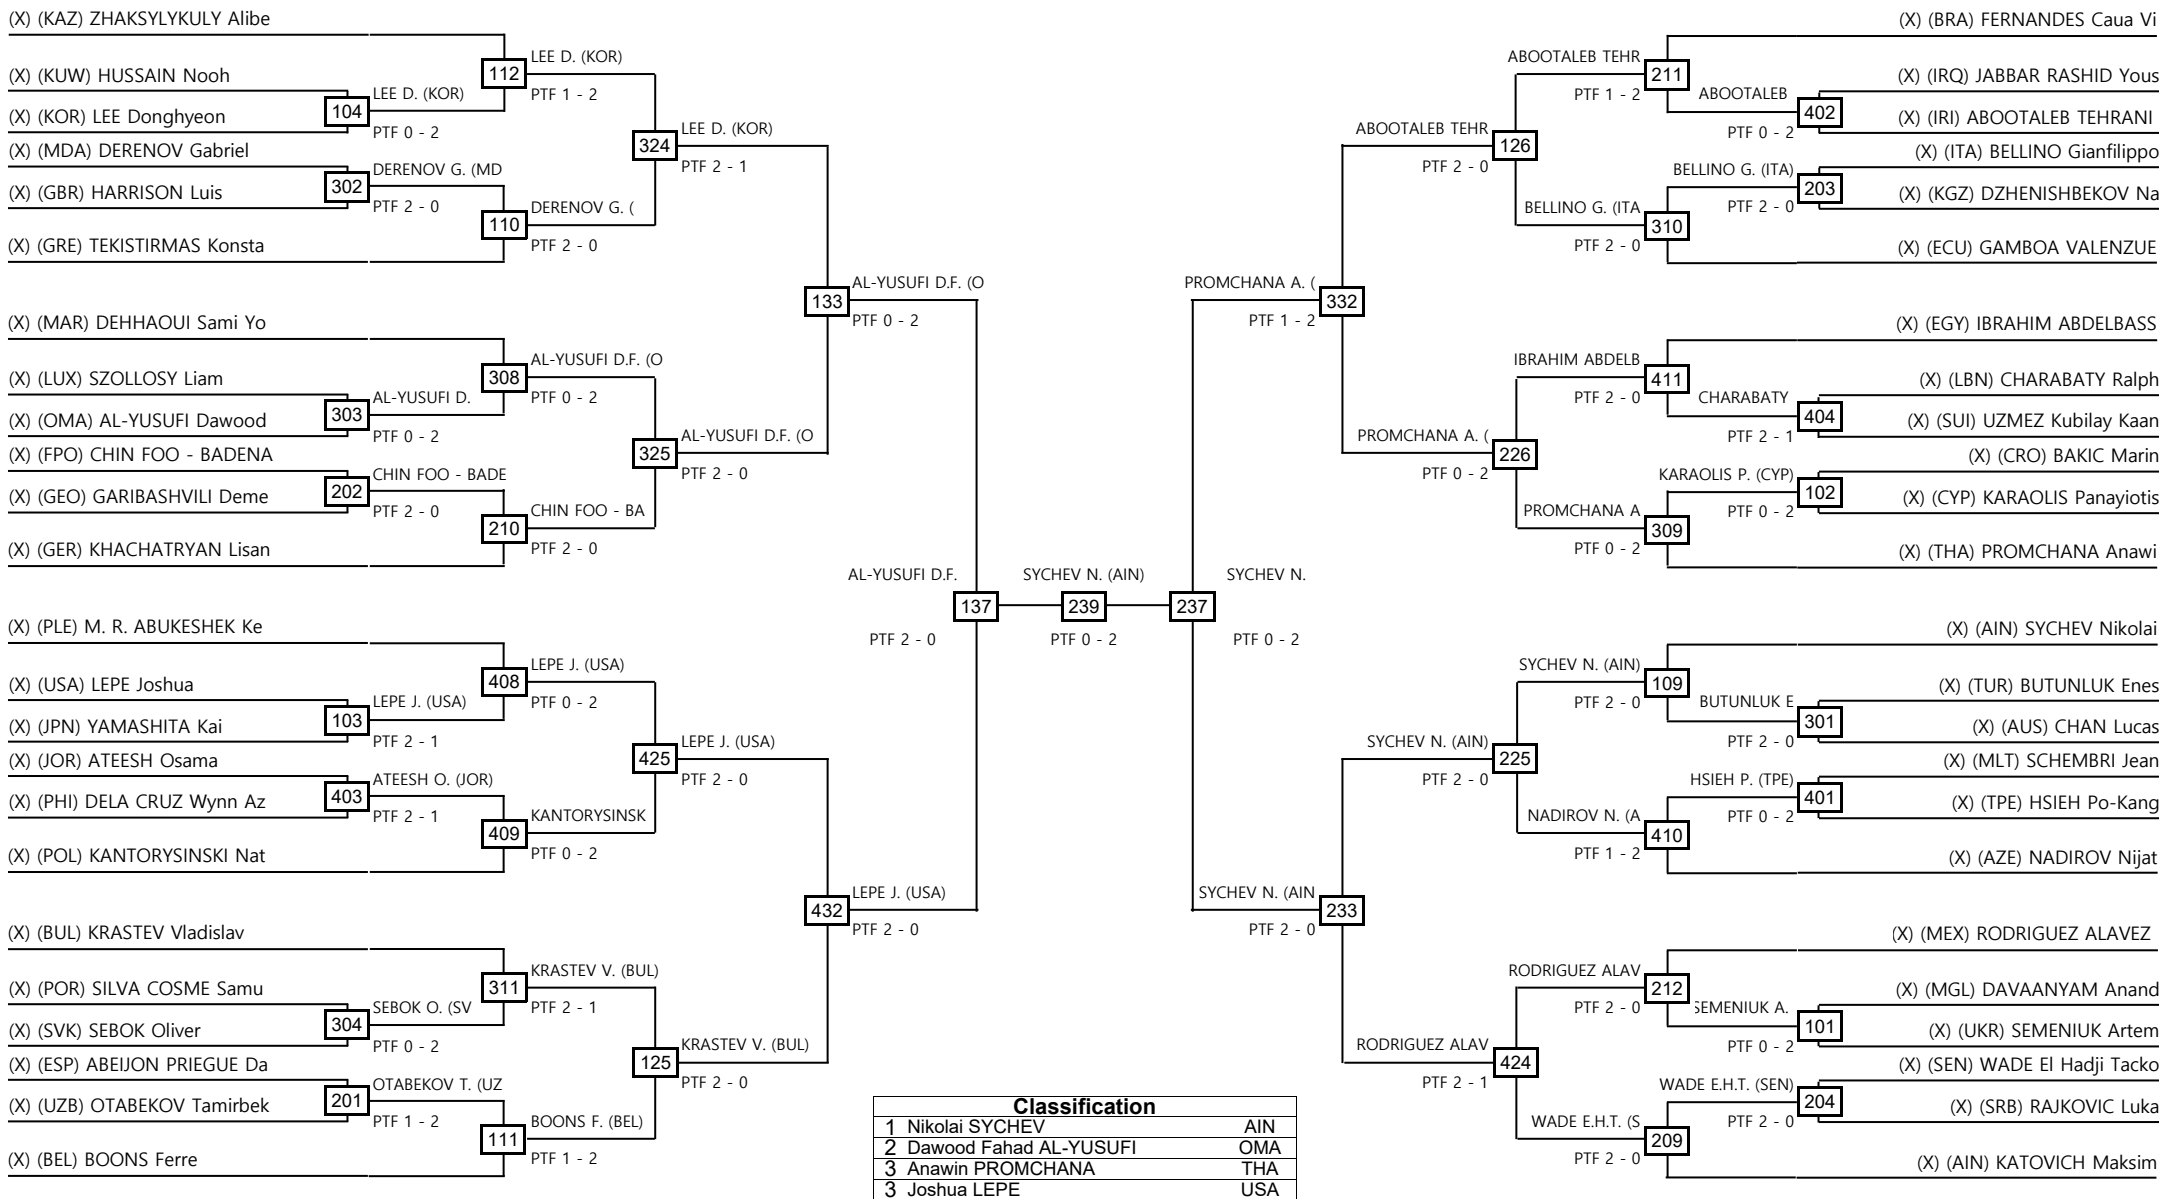 (X) (KAZ) ZHAKSYLYKULY Alibe
(X) (KUW) HUSSAIN Nooh
(X) (KOR) LEE Donghyeon
(X) (MDA) DERENOV Gabriel
(X) (GBR) HARRISON Luis
(X) (GRE) TEKISTIRMAS Konsta
(X) (MAR) DEHHAOUI Sami Yo
(X) (LUX) SZOLLOSY Liam
(X) (OMA) AL-YUSUFI Dawood
(X) (FPO) CHIN FOO - BADENA
(X) (GEO) GARIBASHVILI Deme
(X) (GER) KHACHATRYAN Lisan
(X) (PLE) M. R. ABUKESHEK Ke
(X) (USA) LEPE Joshua
(X) (JPN) YAMASHITA Kai
(X) (JOR) ATEESH Osama
(X) (PHI) DELA CRUZ Wynn Az
(X) (POL) KANTORYSINSKI Nat
(X) (BUL) KRASTEV Vladislav
(X) (POR) SILVA COSME Samu
(X) (SVK) SEBOK Oliver
(X) (ESP) ABEIJON PRIEGUE Da
(X) (UZB) OTABEKOV Tamirbek
(X) (BEL) BOONS Ferre
104
LEE D. (KOR)
PTF 0 - 2
302
DERENOV G. (MD
PTF 2 - 0
303
AL-YUSUFI D.
PTF 0 - 2
202
CHIN FOO - BADE
PTF 2 - 0
103
LEPE J. (USA)
PTF 2 - 1
403
ATEESH O. (JOR)
PTF 2 - 1
304
SEBOK O. (SV
PTF 0 - 2
201
OTABEKOV T. (UZ
PTF 1 - 2
112
LEE D. (KOR)
PTF 1 - 2
110
DERENOV G. (
PTF 2 - 0
308
AL-YUSUFI D.F. (O
PTF 0 - 2
210
CHIN FOO - BA
PTF 2 - 0
408
LEPE J. (USA)
PTF 0 - 2
409
KANTORYSINSK
PTF 0 - 2
311
KRASTEV V. (BUL)
PTF 2 - 1
111
BOONS F. (BEL)
PTF 1 - 2
324
LEE D. (KOR)
PTF 2 - 1
325
AL-YUSUFI D.F. (O
PTF 2 - 0
425
LEPE J. (USA)
PTF 2 - 0
125
KRASTEV V. (BUL)
PTF 2 - 0
133
AL-YUSUFI D.F. (O
PTF 0 - 2
432
LEPE J. (USA)
PTF 2 - 0
AL-YUSUFI D.F.
137
PTF 2 - 0
SYCHEV N. (AIN)
239
PTF 0 - 2
SYCHEV N.
237
PTF 0 - 2
PROMCHANA A. (
332
PTF 1 - 2
SYCHEV N. (AIN
233
PTF 2 - 0
ABOOTALEB TEHR
126
PTF 2 - 0
PROMCHANA A. (
226
PTF 0 - 2
SYCHEV N. (AIN)
225
PTF 2 - 0
RODRIGUEZ ALAV
424
PTF 2 - 1
ABOOTALEB TEHR
211
PTF 1 - 2
BELLINO G. (ITA
310
PTF 2 - 0
IBRAHIM ABDELB
411
PTF 2 - 0
PROMCHANA A
309
PTF 0 - 2
SYCHEV N. (AIN)
109
PTF 2 - 0
NADIROV N. (A
410
PTF 1 - 2
RODRIGUEZ ALAV
212
PTF 2 - 0
WADE E.H.T. (S
209
PTF 2 - 0
ABOOTALEB
402
PTF 0 - 2
BELLINO G. (ITA)
203
PTF 2 - 0
CHARABATY
404
PTF 2 - 1
KARAOLIS P. (CYP)
102
PTF 0 - 2
BUTUNLUK E
301
PTF 2 - 0
HSIEH P. (TPE)
401
PTF 0 - 2
SEMENIUK A.
101
PTF 0 - 2
WADE E.H.T. (SEN)
204
PTF 2 - 0
(X) (BRA) FERNANDES Caua Vi
(X) (IRQ) JABBAR RASHID Yous
(X) (IRI) ABOOTALEB TEHRANI
(X) (ITA) BELLINO Gianfilippo
(X) (KGZ) DZHENISHBEKOV Na
(X) (ECU) GAMBOA VALENZUE
(X) (EGY) IBRAHIM ABDELBASS
(X) (LBN) CHARABATY Ralph
(X) (SUI) UZMEZ Kubilay Kaan
(X) (CRO) BAKIC Marin
(X) (CYP) KARAOLIS Panayiotis
(X) (THA) PROMCHANA Anawi
(X) (AIN) SYCHEV Nikolai
(X) (TUR) BUTUNLUK Enes
(X) (AUS) CHAN Lucas
(X) (MLT) SCHEMBRI Jean
(X) (TPE) HSIEH Po-Kang
(X) (AZE) NADIROV Nijat
(X) (MEX) RODRIGUEZ ALAVEZ
(X) (MGL) DAVAANYAM Anand
(X) (UKR) SEMENIUK Artem
(X) (SEN) WADE El Hadji Tacko
(X) (SRB) RAJKOVIC Luka
(X) (AIN) KATOVICH Maksim
Classification
1 Nikolai SYCHEV AIN
2 Dawood Fahad AL-YUSUFI OMA
3 Anawin PROMCHANA THA
3 Joshua LEPE USA